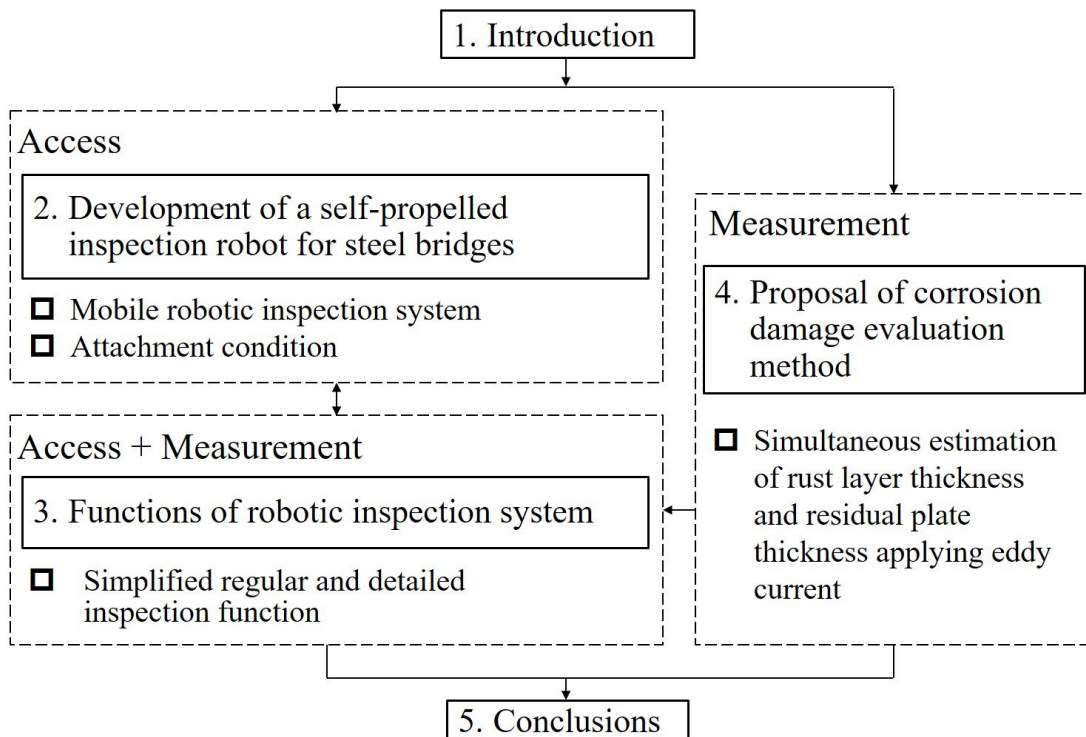 1. Introduction
Access
2. Development of a self-propelled
inspection robot for steel bridges
Mobile robotic inspection system
Attachment condition
Access + Measurement
3. Functions of robotic inspection system
Simplified regular and detailed
inspection function
Measurement
4. Proposal of corrosion
damage evaluation
method
Simultaneous estimation
of rust layer thickness
and residual plate
thickness applying eddy
current
5. Conclusions